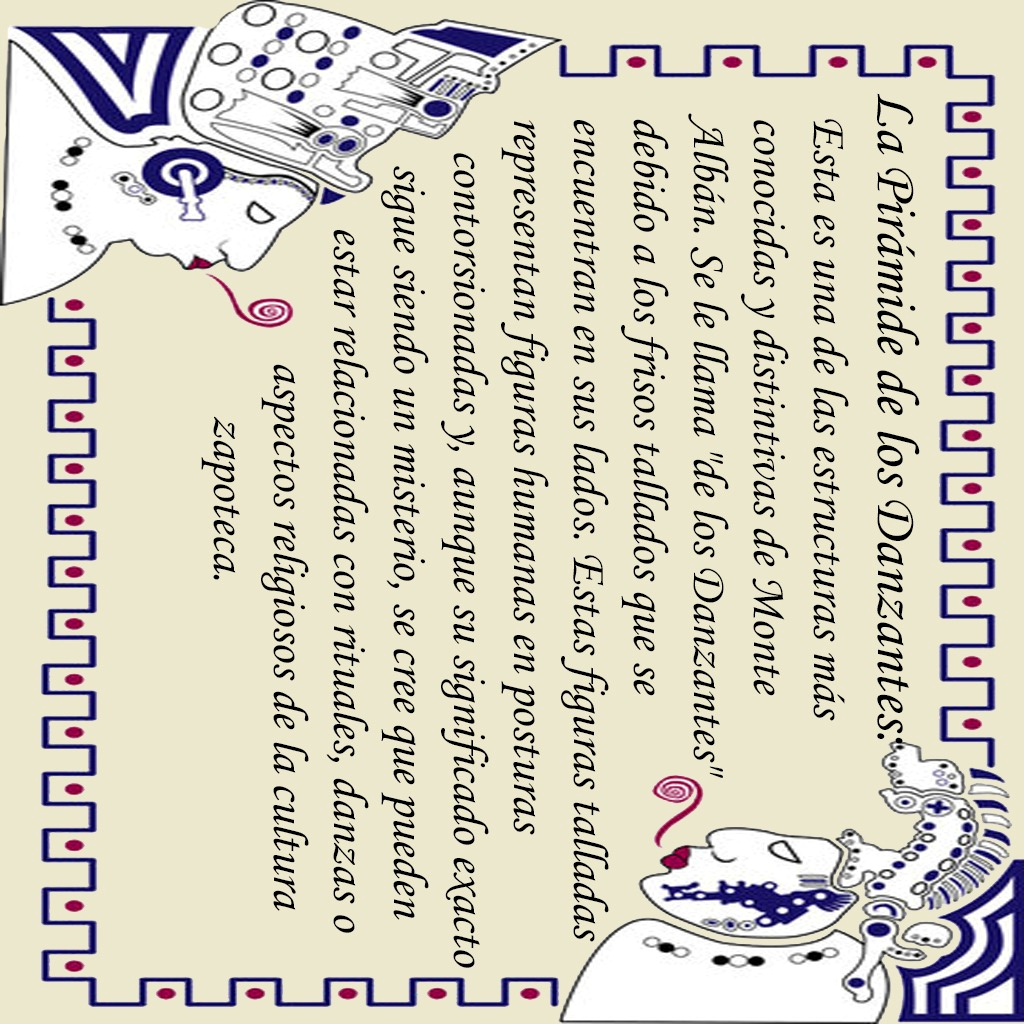 La Pirámide de los Danzantes:
Esta es una de las estructuras más
conocidas y distintivas de Monte
Albán. Se le llama "de los Danzantes"
debido a los frisos tallados que se
encuentran en sus lados. Estas figuras talladas
representan figuras humanas en posturas
contorsionadas y, aunque su significado exacto
sigue siendo un misterio, se cree que pueden
estar relacionadas con rituales, danzas o
aspectos religiosos de la cultura
zapoteca.